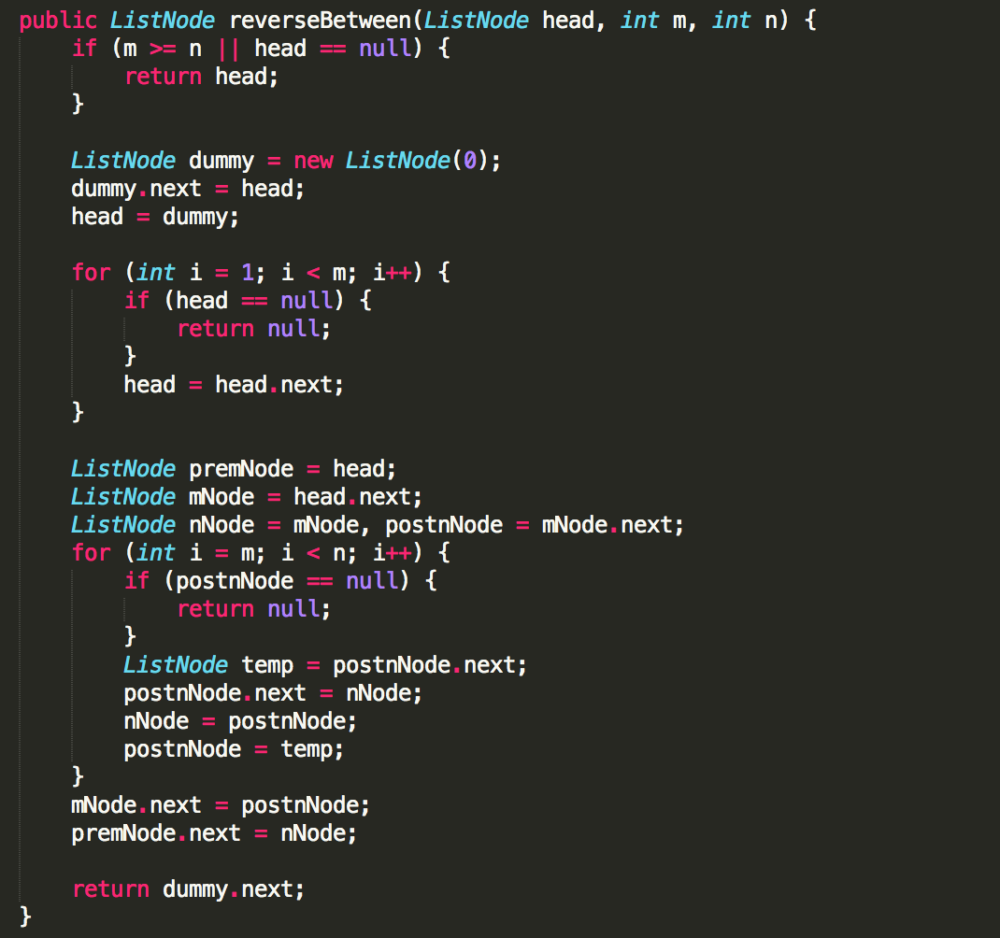 public ListNode reverseBetween(ListNode head, int m, int n) {
    if (m >= n || head == null) {
        return head;
    }

    ListNode dummy = new ListNode(0);
    dummy.next = head;
    head = dummy;

    for (int i = 1; i < m; i++) {
        if (head == null) {
            return null;
        }
        head = head.next;
    }

    ListNode premNode = head;
    ListNode mNode = head.next;
    ListNode nNode = mNode, postnNode = mNode.next;
    for (int i = m; i < n; i++) {
        if (postnNode == null) {
            return null;
        }
        ListNode temp = postnNode.next;
        postnNode.next = nNode;
        nNode = postnNode;
        postnNode = temp;
    }
    mNode.next = postnNode;
    premNode.next = nNode;

    return dummy.next;
}